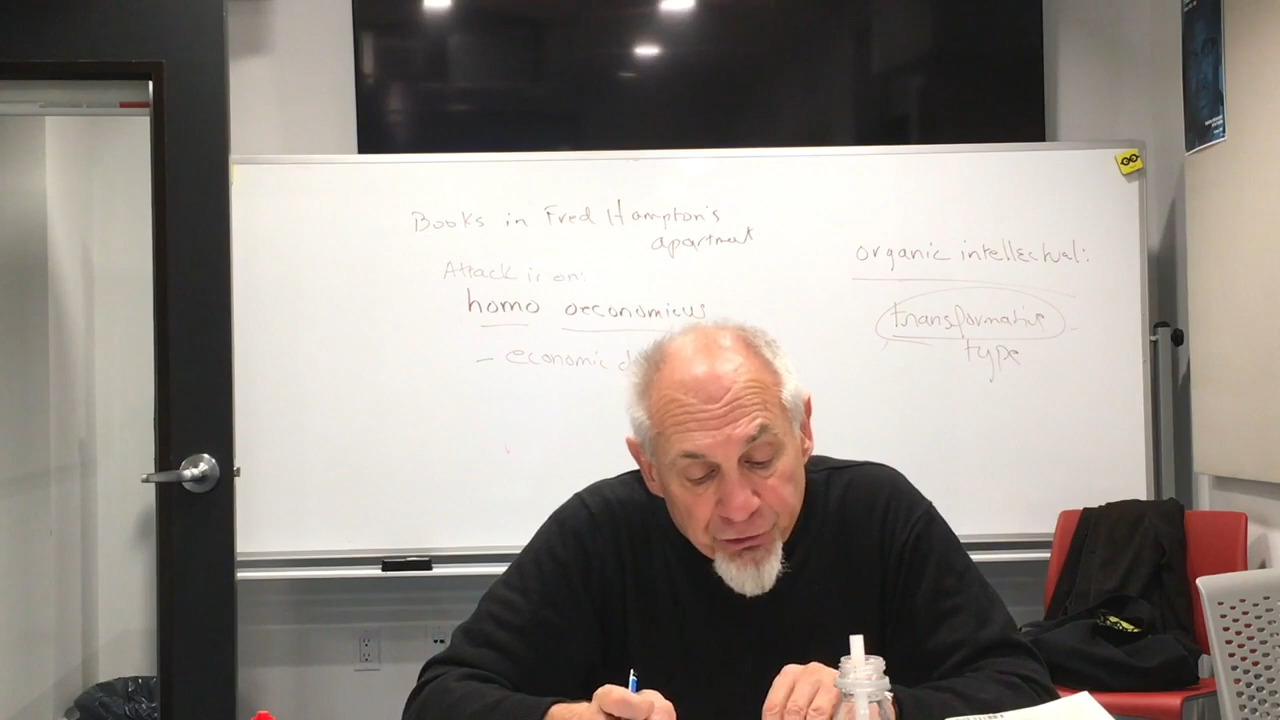 Books in Fred Hampton's
apartment
Attack is on:
homo oeconomicus
– economic
organic intellectual:
transformative
type